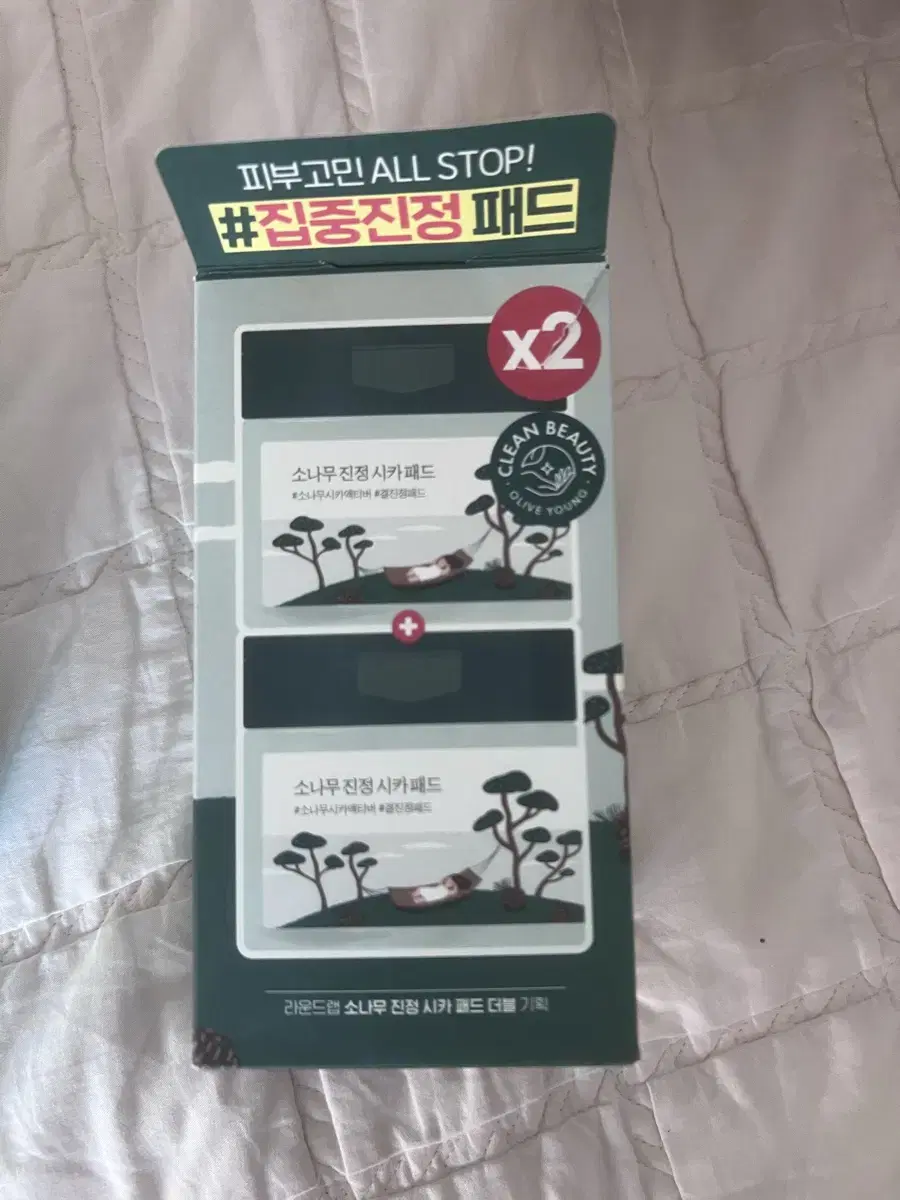 피부고민 ALL STOP!
#집중진정 패드
x2
CLEAN BEAUTY
· OLIVE YOUNG ·
소나무 진정 시카 패드
#소나무시카액티버 #결진정패드
+
소나무 진정 시카 패드
#소나무시카액티버 #결진정패드
라운드랩 소나무 진정 시카 패드 더블 기획